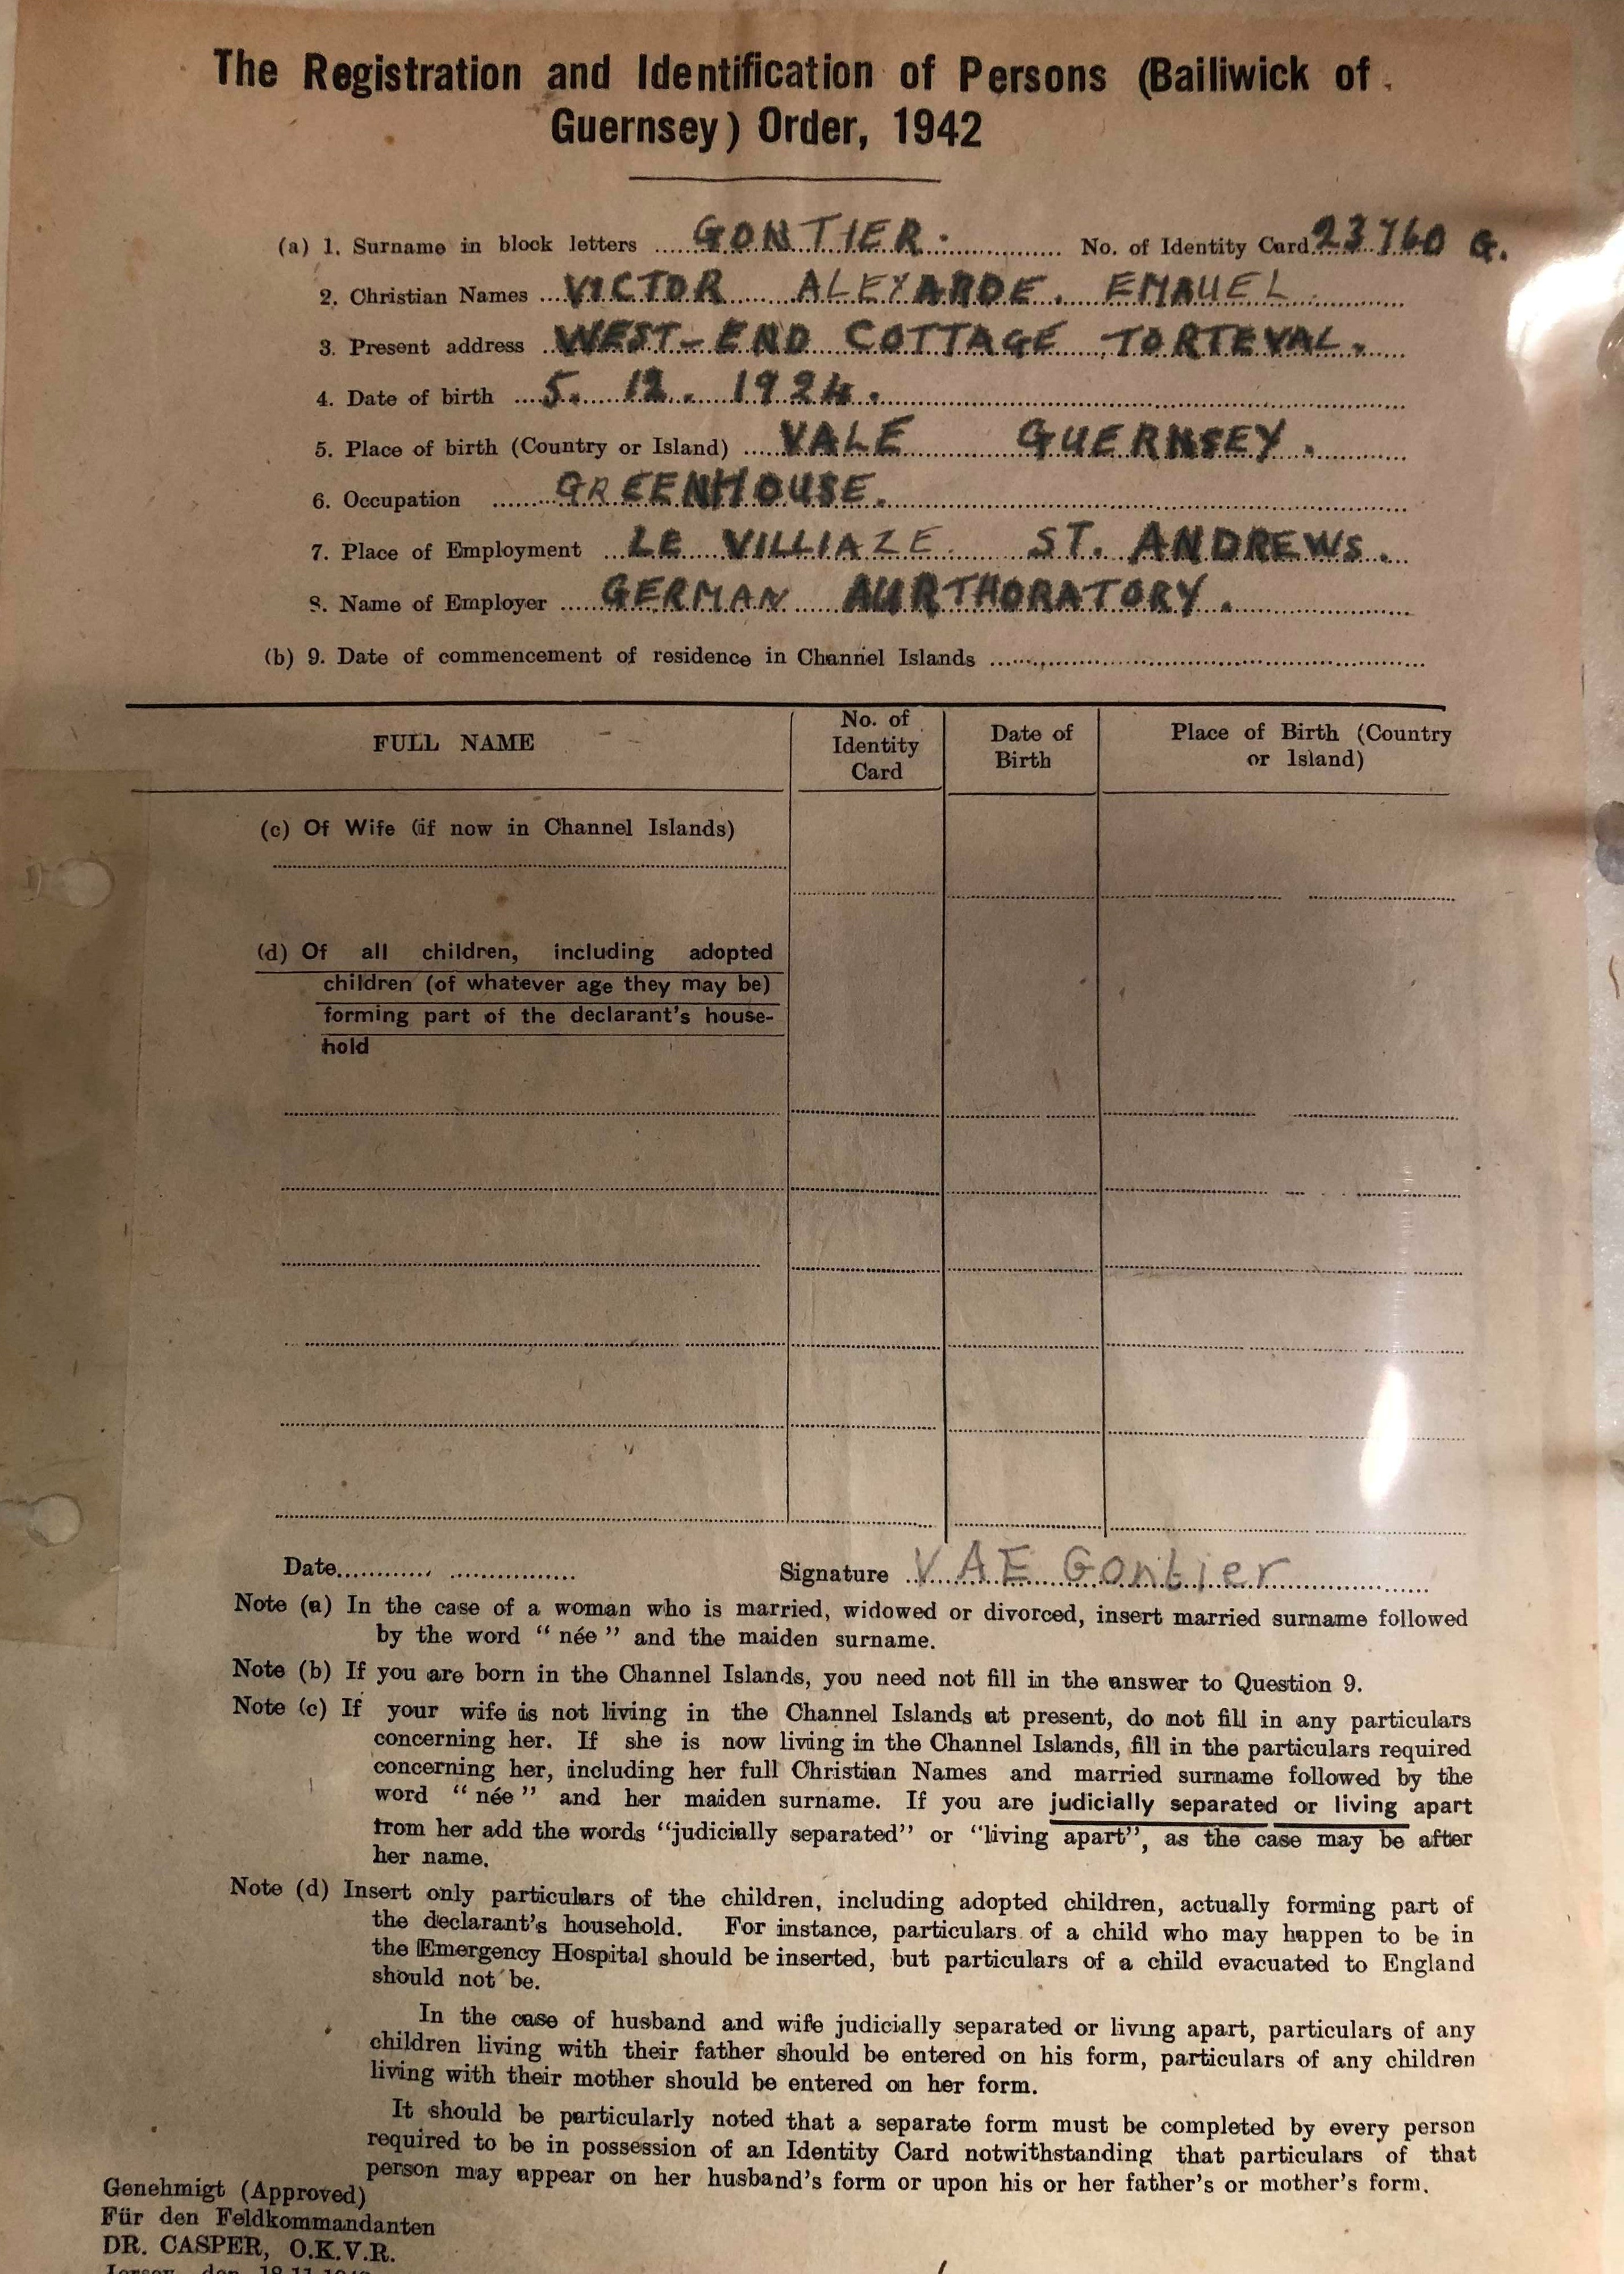 The Registration and Identification of Persons (Bailiwick of
Guernsey) Order, 1942
(a) 1. Surname in block letters GONTIER. No. of Identity Card 23760 G.
2. Christian Names VICTOR ALEXARDE. EMAUEL
3. Present address WEST-END COTTAGE TORTEVAL.
4. Date of birth 5. 12. 1924.
5. Place of birth (Country or Island) VALE GUERNSEY.
6. Occupation GREENHOUSE.
7. Place of Employment LE VILLIAZE ST. ANDREWS.
8. Name of Employer GERMAN AURTHORATORY.
(b) 9. Date of commencement of residence in Channel Islands
FULL NAME
No. of
Identity
Card
Date of
Birth
Place of Birth (Country
or Island)
(c) Of Wife (if now in Channel Islands)
(d) Of all children, including adopted
children (of whatever age they may be)
forming part of the declarant's house-
hold
Date Signature V A E Gontier
Note (a) In the case of a woman who is married, widowed or divorced, insert married surname followed
by the word "née" and the maiden surname.
Note (b) If you are born in the Channel Islands, you need not fill in the answer to Question 9.
Note (c) If your wife is not living in the Channel Islands at present, do not fill in any particulars
concerning her. If she is now living in the Channel Islands, fill in the particulars required
concerning her, including her full Christian Names and married surname followed by the
word "née" and her maiden surname. If you are judicially separated or living apart
from her add the words "judicially separated" or "living apart", as the case may be after
her name.
Note (d) Insert only particulars of the children, including adopted children, actually forming part of
the declarant's household. For instance, particulars of a child who may happen to be in
the Emergency Hospital should be inserted, but particulars of a child evacuated to England
should not be.
In the case of husband and wife judicially separated or living apart, particulars of any
children living with their father should be entered on his form, particulars of any children
living with their mother should be entered on her form.
It should be particularly noted that a separate form must be completed by every person
required to be in possession of an Identity Card notwithstanding that particulars of that
person may appear on her husband's form or upon his or her father's or mother's form.
Genehmigt (Approved)
Für den Feldkommandanten
DR. CASPER, O.K.V.R.